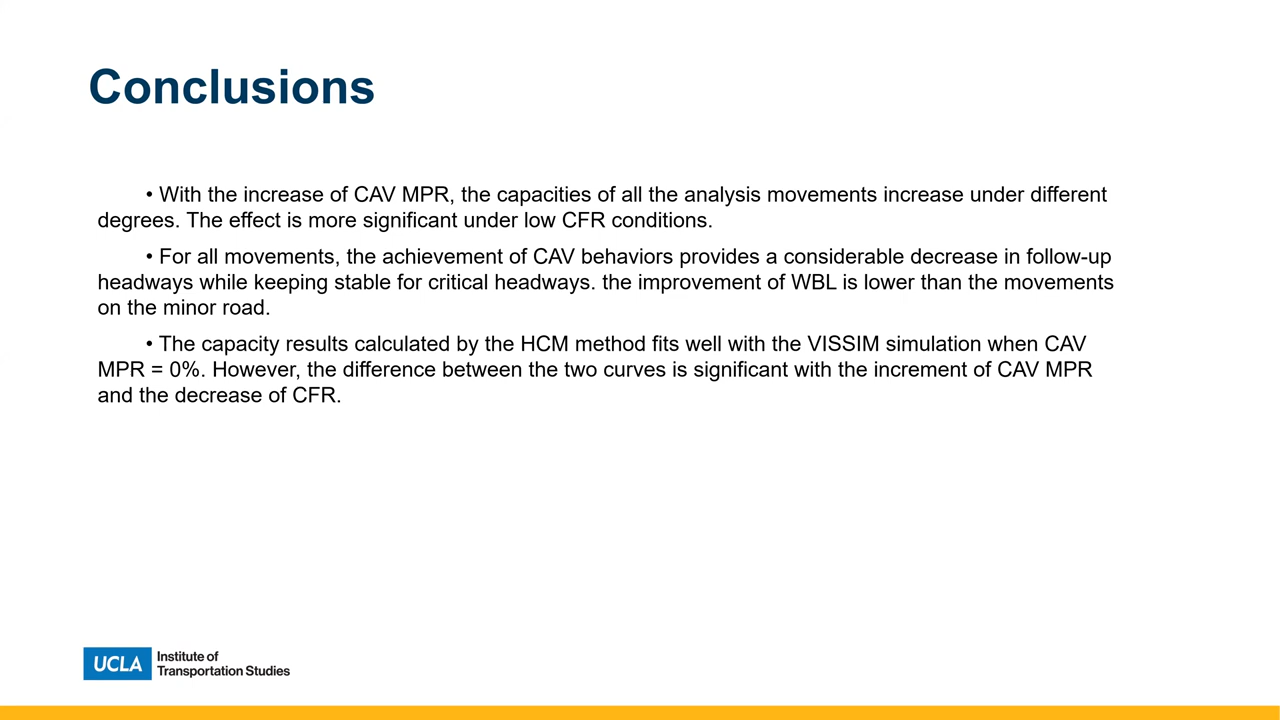 Conclusions
• With the increase of CAV MPR, the capacities of all the analysis movements increase under different
degrees. The effect is more significant under low CFR conditions.
• For all movements, the achievement of CAV behaviors provides a considerable decrease in follow-up
headways while keeping stable for critical headways. the improvement of WBL is lower than the movements
on the minor road.
• The capacity results calculated by the HCM method fits well with the VISSIM simulation when CAV
MPR = 0%. However, the difference between the two curves is significant with the increment of CAV MPR
and the decrease of CFR.
UCLA
Institute of
Transportation Studies